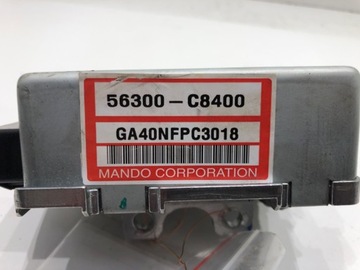 56300 - C8400
GA40NFPC3018
MANDO CORPORATION